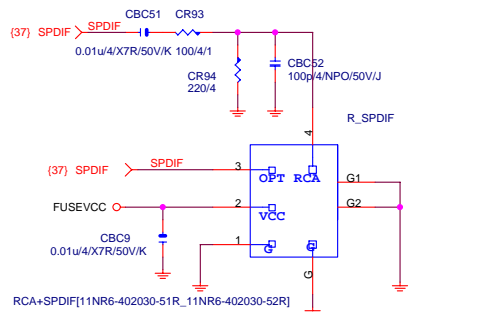 CBC51 CR93
{37} SPDIF SPDIF
0.01u/4/X7R/50V/K 100/4/1
CR94
220/4
CBC52
100p/4/NPO/50V/J
R_SPDIF
4
{37} SPDIF SPDIF
3 OPT RCA
G1
FUSEVCC 2 VCC
G2
CBC9
0.01u/4/X7R/50V/K
1 G G
G
RCA+SPDIF[11NR6-402030-51R_11NR6-402030-52R]